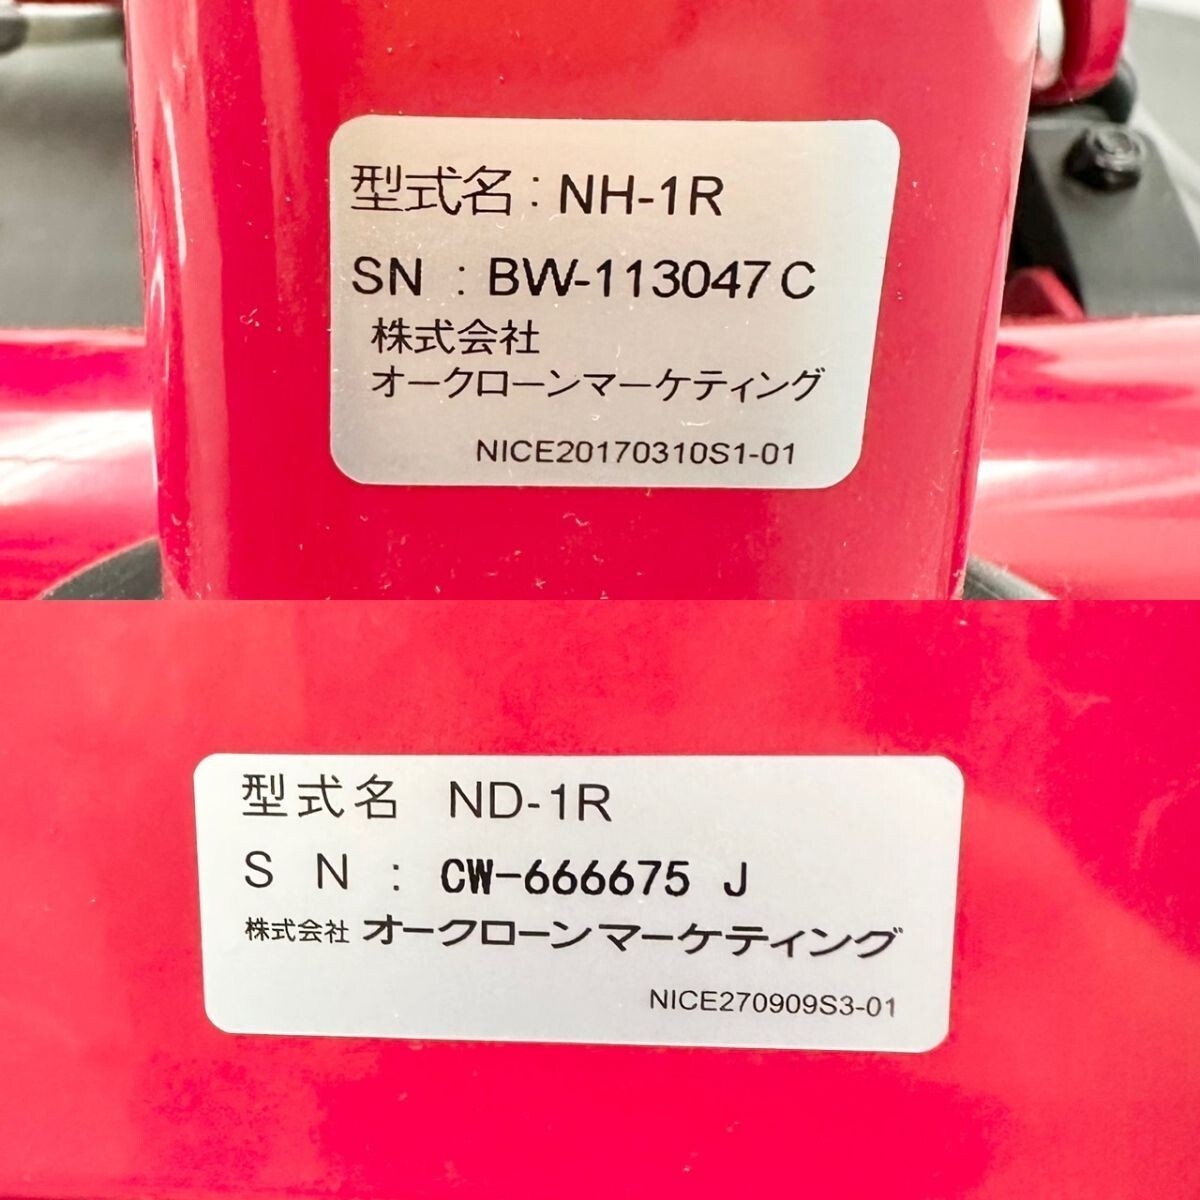 型式名：NH-1R
SN : BW-113047 C
株式会社
オークローンマーケティング
NICE20170310S1-01
型式名 ND-1R
S N : CW-666675 J
株式会社 オークローンマーケティング
NICE270909S3-01